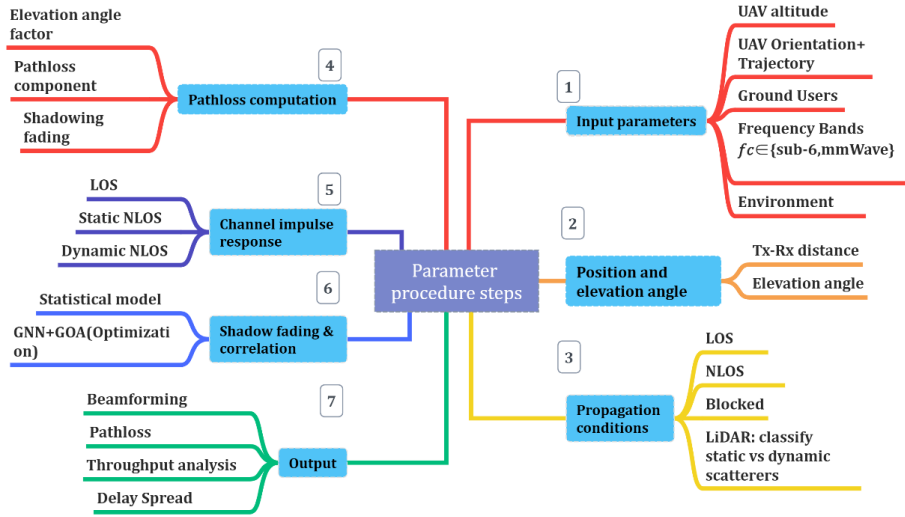 Parameter
procedure steps
1
Input parameters
UAV altitude
UAV Orientation+
Trajectory
Ground Users
Frequency Bands
𝑓𝑐∈{sub-6,mmWave}
Environment
2
Position and
elevation angle
Tx-Rx distance
Elevation angle
3
Propagation
conditions
LOS
NLOS
Blocked
LiDAR: classify
static vs dynamic
scatterers
4
Pathloss computation
Elevation angle
factor
Pathloss
component
Shadowing
fading
5
Channel impulse
response
LOS
Static NLOS
Dynamic NLOS
6
Shadow fading &
correlation
Statistical model
GNN+GOA(Optimizati
on)
7
Output
Beamforming
Pathloss
Throughput analysis
Delay Spread